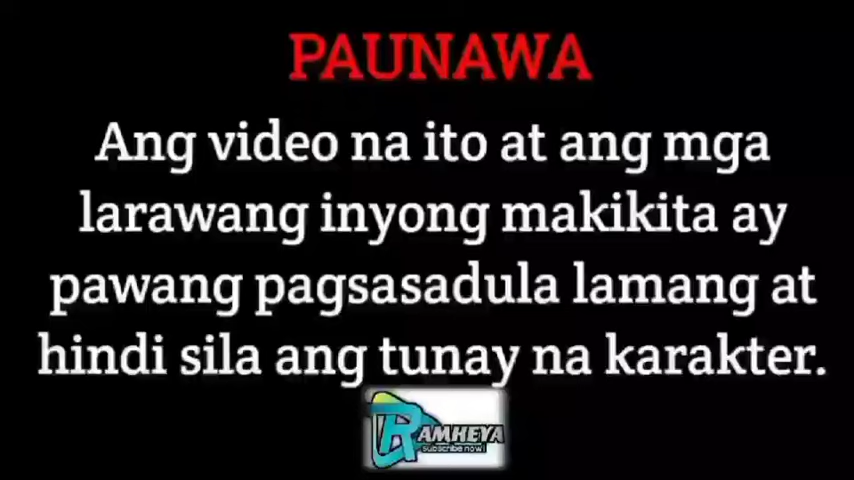 PAUNAWA
Ang video na ito at ang mga
larawang inyong makikita ay
pawang pagsasadula lamang at
hindi sila ang tunay na karakter.
RAMHEYA
subscribe now!